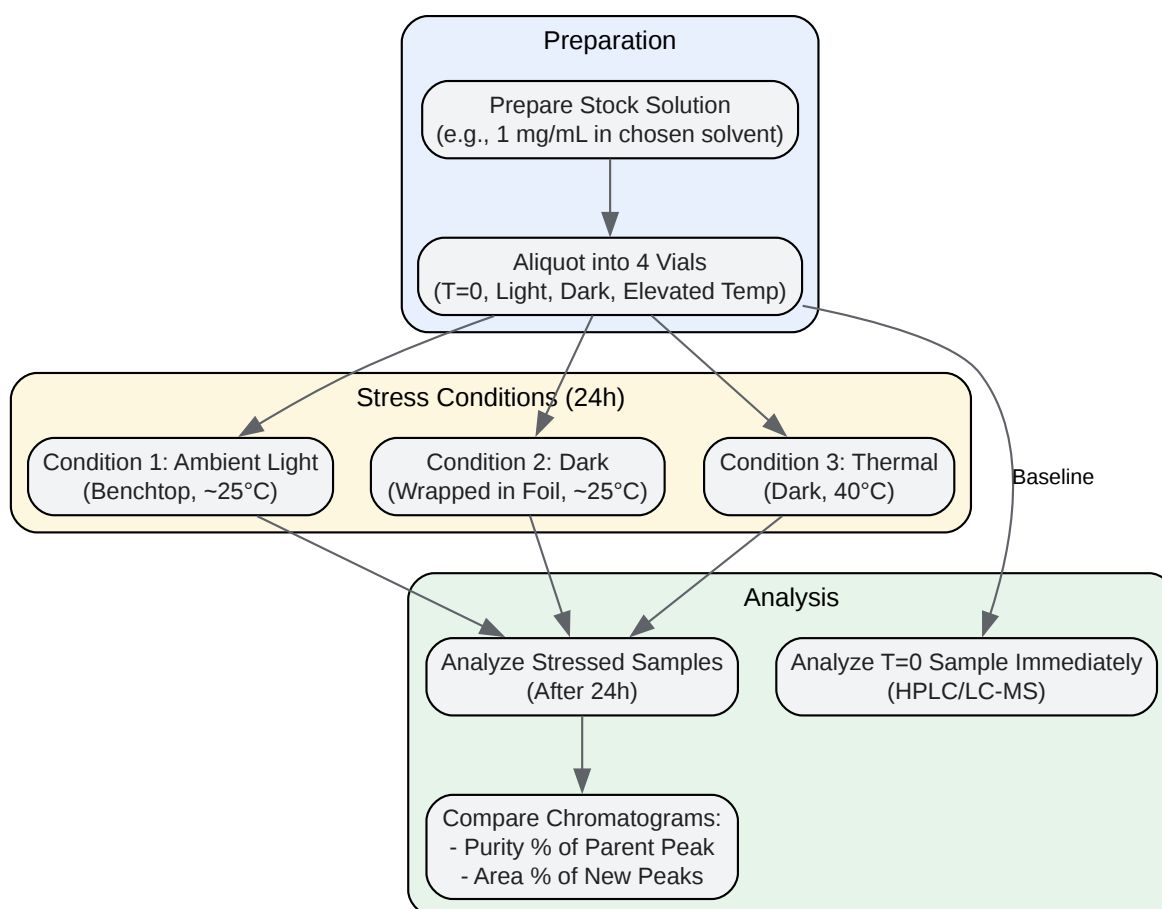 Preparation
Prepare Stock Solution
(e.g., 1 mg/mL in chosen solvent)
Aliquot into 4 Vials
(T=0, Light, Dark, Elevated Temp)
Stress Conditions (24h)
Condition 1: Ambient Light
(Benchtop, ~25°C)
Condition 2: Dark
(Wrapped in Foil, ~25°C)
Condition 3: Thermal
(Dark, 40°C)
Baseline
Analysis
Analyze Stressed Samples
(After 24h)
Analyze T=0 Sample Immediately
(HPLC/LC-MS)
Compare Chromatograms:
- Purity % of Parent Peak
- Area % of New Peaks